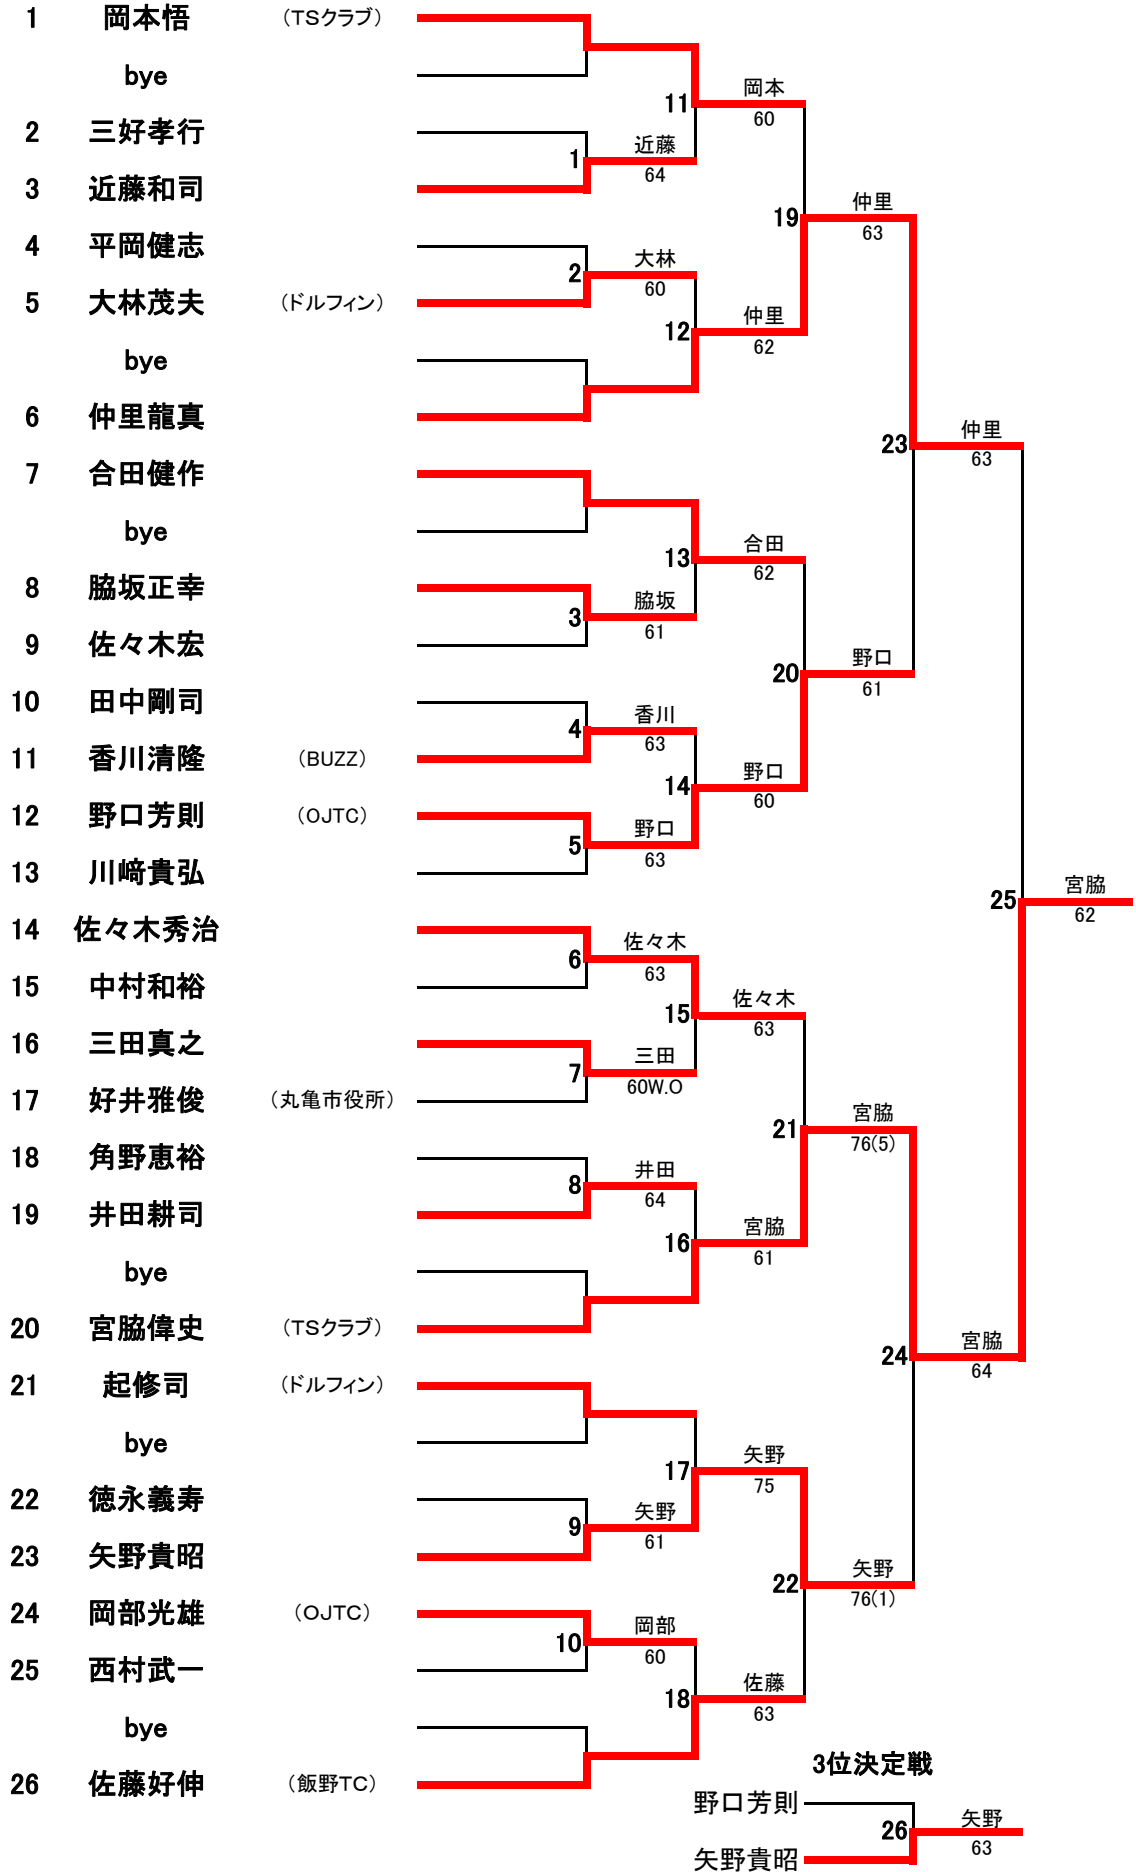 1 岡本悟 (TSクラブ)
bye
11 岡本
60
2 三好孝行
1 近藤
64
3 近藤和司
19 仲里
63
4 平岡健志
2 大林
60
5 大林茂夫 (ドルフィン)
12 仲里
62
bye
6 仲里龍真
23 仲里
63
7 合田健作
bye
13 合田
62
8 脇坂正幸
3 脇坂
61
9 佐々木宏
20 野口
61
10 田中剛司
4 香川
63
11 香川清隆 (BUZZ)
14 野口
60
12 野口芳則 (OJTC)
5 野口
63
13 川﨑貴弘
25 宮脇
62
14 佐々木秀治
6 佐々木
63
15 中村和裕
15 佐々木
63
16 三田真之
7 三田
60W.O
17 好井雅俊 (丸亀市役所)
21 宮脇
76(5)
18 角野恵裕
8 井田
64
19 井田耕司
16 宮脇
61
bye
20 宮脇偉史 (TSクラブ)
24 宮脇
64
21 起修司 (ドルフィン)
bye
17 矢野
75
22 徳永義寿
9 矢野
61
23 矢野貴昭
22 矢野
76(1)
24 岡部光雄 (OJTC)
10 岡部
60
25 西村武一
18 佐藤
63
bye
26 佐藤好伸 (飯野TC)
3位決定戦
野口芳則
26 矢野
63
矢野貴昭